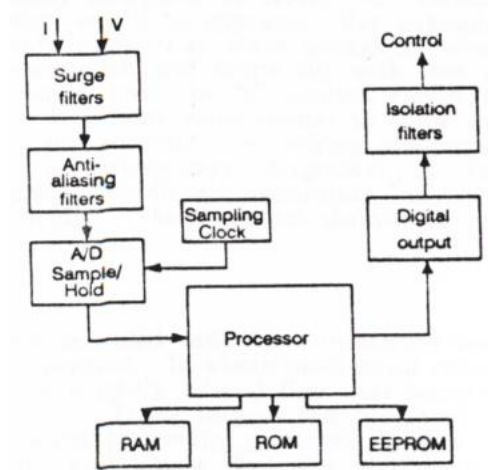 I V
Surge
filters
Anti-
aliasing
filters
A/D
Sample/
Hold
Sampling
Clock
Processor
RAM ROM EEPROM
Digital
output
Isolation
filters
Control